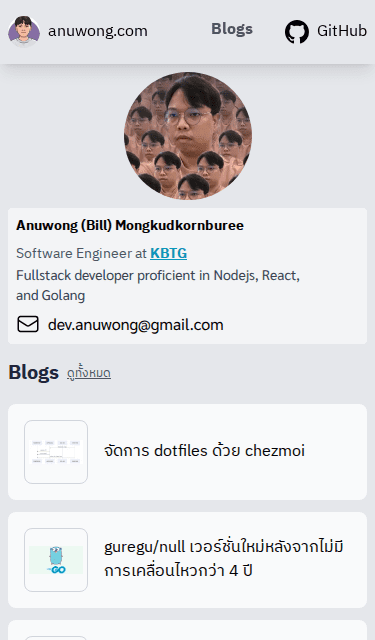 anuwong.com
Blogs
GitHub
Anuwong (Bill) Mongkudkornburee
Software Engineer at KBTG
Fullstack developer proficient in Nodejs, React,
and Golang
dev.anuwong@gmail.com
Blogs ดูทั้งหมด
จัดการ dotfiles ด้วย chezmoi
guregu/null เวอร์ชั่นใหม่หลังจากไม่มี
การเคลื่อนไหวกว่า 4 ปี
GO